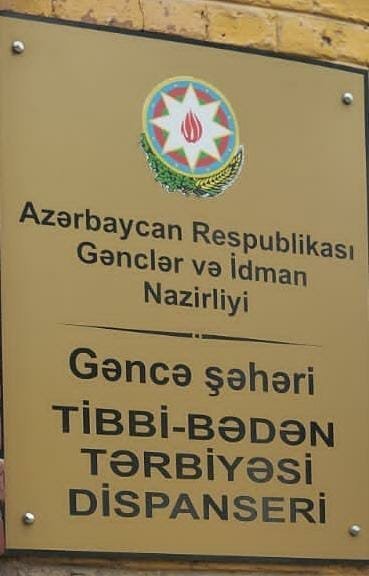 Azərbaycan Respublikası
Gənclər və İdman
Nazirliyi
Gəncə şəhəri
TİBBİ-BƏDƏN
TƏRBİYƏSİ
DİSPANSERİ